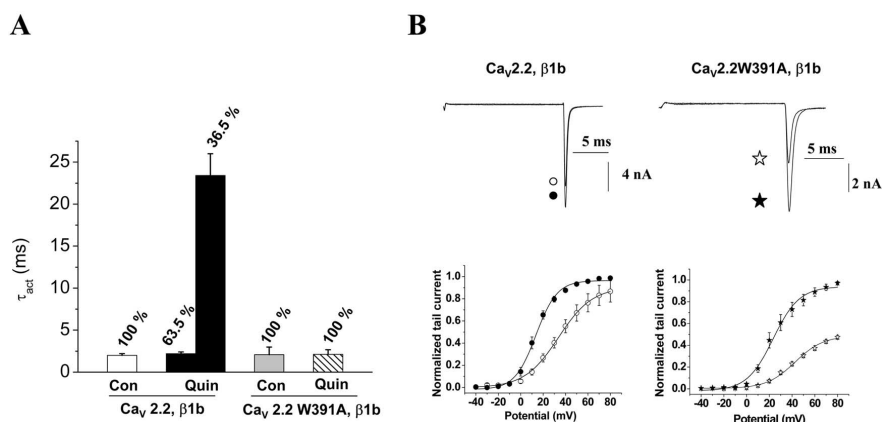 A
36.5 %
25
20
15
10
5
0
τact (ms)
100 %
63.5 %
100 %
100 %
Con
Quin
Con
Quin
CaV 2.2, β1b
CaV 2.2 W391A, β1b
B
CaV2.2, β1b
CaV2.2W391A, β1b
5 ms
4 nA
5 ms
2 nA
Normalized tail current
1.0
0.8
0.6
0.4
0.2
0.0
-40 -20 0 20 40 60 80
Potential (mV)
Normalized tail current
1.0
0.8
0.6
0.4
0.2
0.0
-40 -20 0 20 40 60 80
Potential (mV)